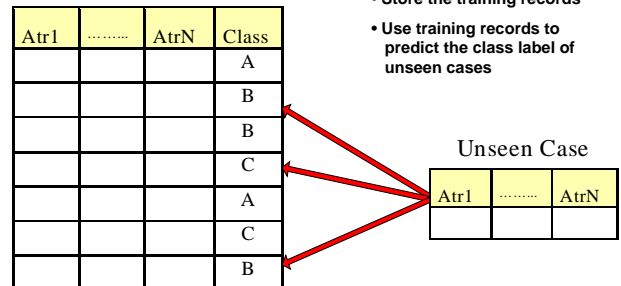 • Store the training records
• Use training records to
predict the class label of
unseen cases
Atr1 ……... AtrN Class
A
B
B
C
A
C
B
Unseen Case
Atr1 ……... AtrN